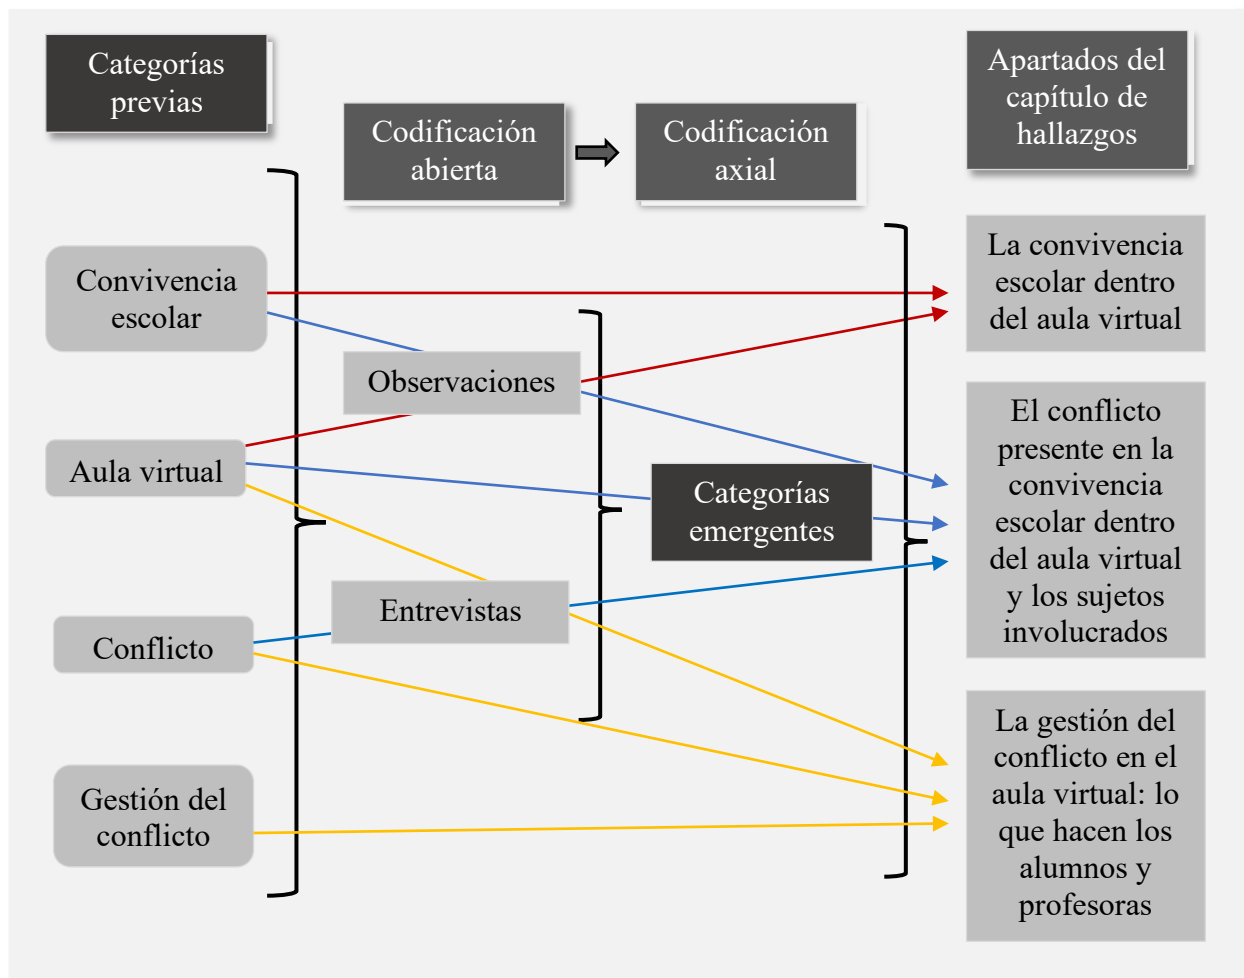 Categorías
previas
Codificación
abierta
Codificación
axial
Apartados del
capítulo de
hallazgos
Convivencia
escolar
Aula virtual
Conflicto
Gestión del
conflicto
Observaciones
Entrevistas
Categorías
emergentes
La convivencia
escolar dentro
del aula virtual
El conflicto
presente en la
convivencia
escolar dentro
del aula virtual
y los sujetos
involucrados
La gestión del
conflicto en el
aula virtual: lo
que hacen los
alumnos y
profesoras